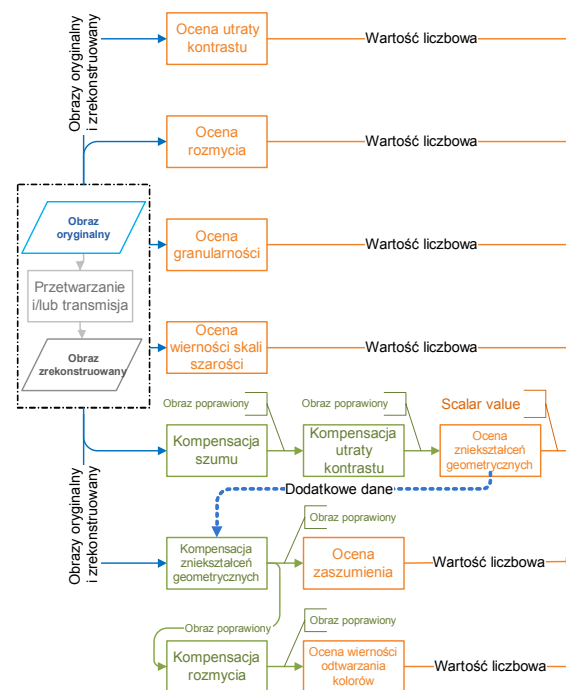 Obrazy oryginalny
i zrekonstruowany
Ocena utraty
kontrastu
Wartość liczbowa
Ocena
rozmycia
Wartość liczbowa
Obraz
oryginalny
Ocena
granularności
Wartość liczbowa
Przetwarzanie
i/lub transmisja
Obraz
zrekonstruowany
Ocena
wierności skali
szarości
Wartość liczbowa
Obraz poprawiony
Obraz poprawiony
Scalar value
Kompensacja
szumu
Kompensacja
utraty
kontrastu
Ocena
zniekształceń
geometrycznych
Obrazy oryginalny
i zrekonstruowany
Dodatkowe dane
Obraz poprawiony
Kompensacja
zniekształceń
geometrycznych
Ocena
zaszumienia
Wartość liczbowa
Obraz poprawiony
Obraz poprawiony
Kompensacja
rozmycia
Ocena wierności
odtwarzania
kolorów
Wartość liczbowa